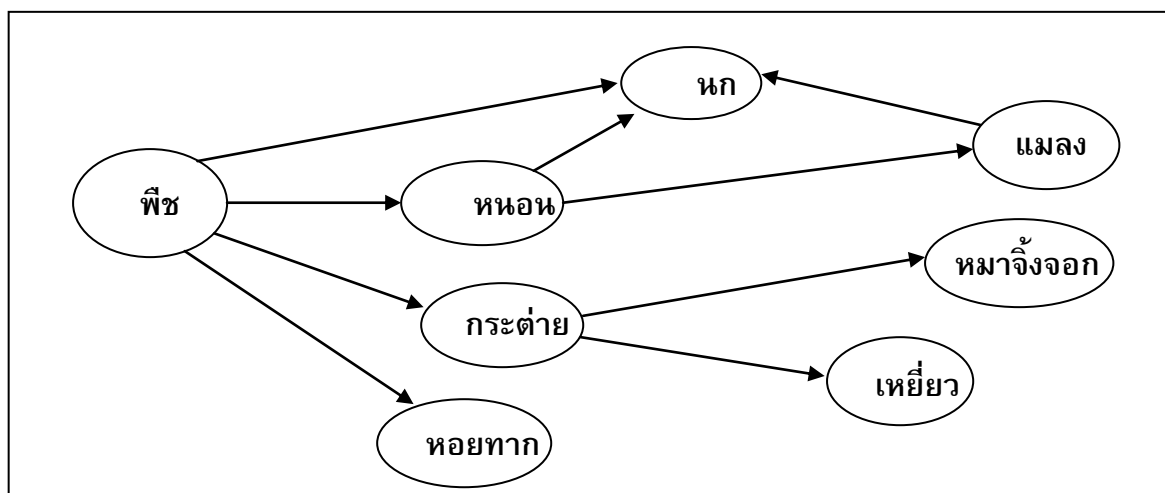 นก
แมลง
พืช
หนอน
หมาจิ้งจอก
กระต่าย
เหยี่ยว
หอยทาก